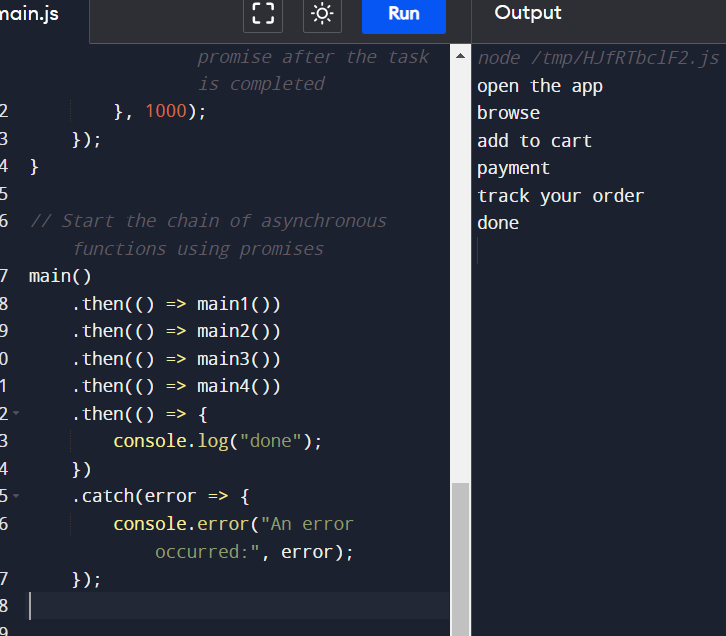 main.js
Run
Output
promise after the task
is completed
2 }, 1000);
3 });
4 }
5
6 // Start the chain of asynchronous
functions using promises
7 main()
8 .then(() => main1())
9 .then(() => main2())
0 .then(() => main3())
1 .then(() => main4())
2 .then(() => {
3 console.log("done");
4 })
5 .catch(error => {
6 console.error("An error
occurred:", error);
7 });
8
9
node /tmp/HJfRTbclF2.js
open the app
browse
add to cart
payment
track your order
done